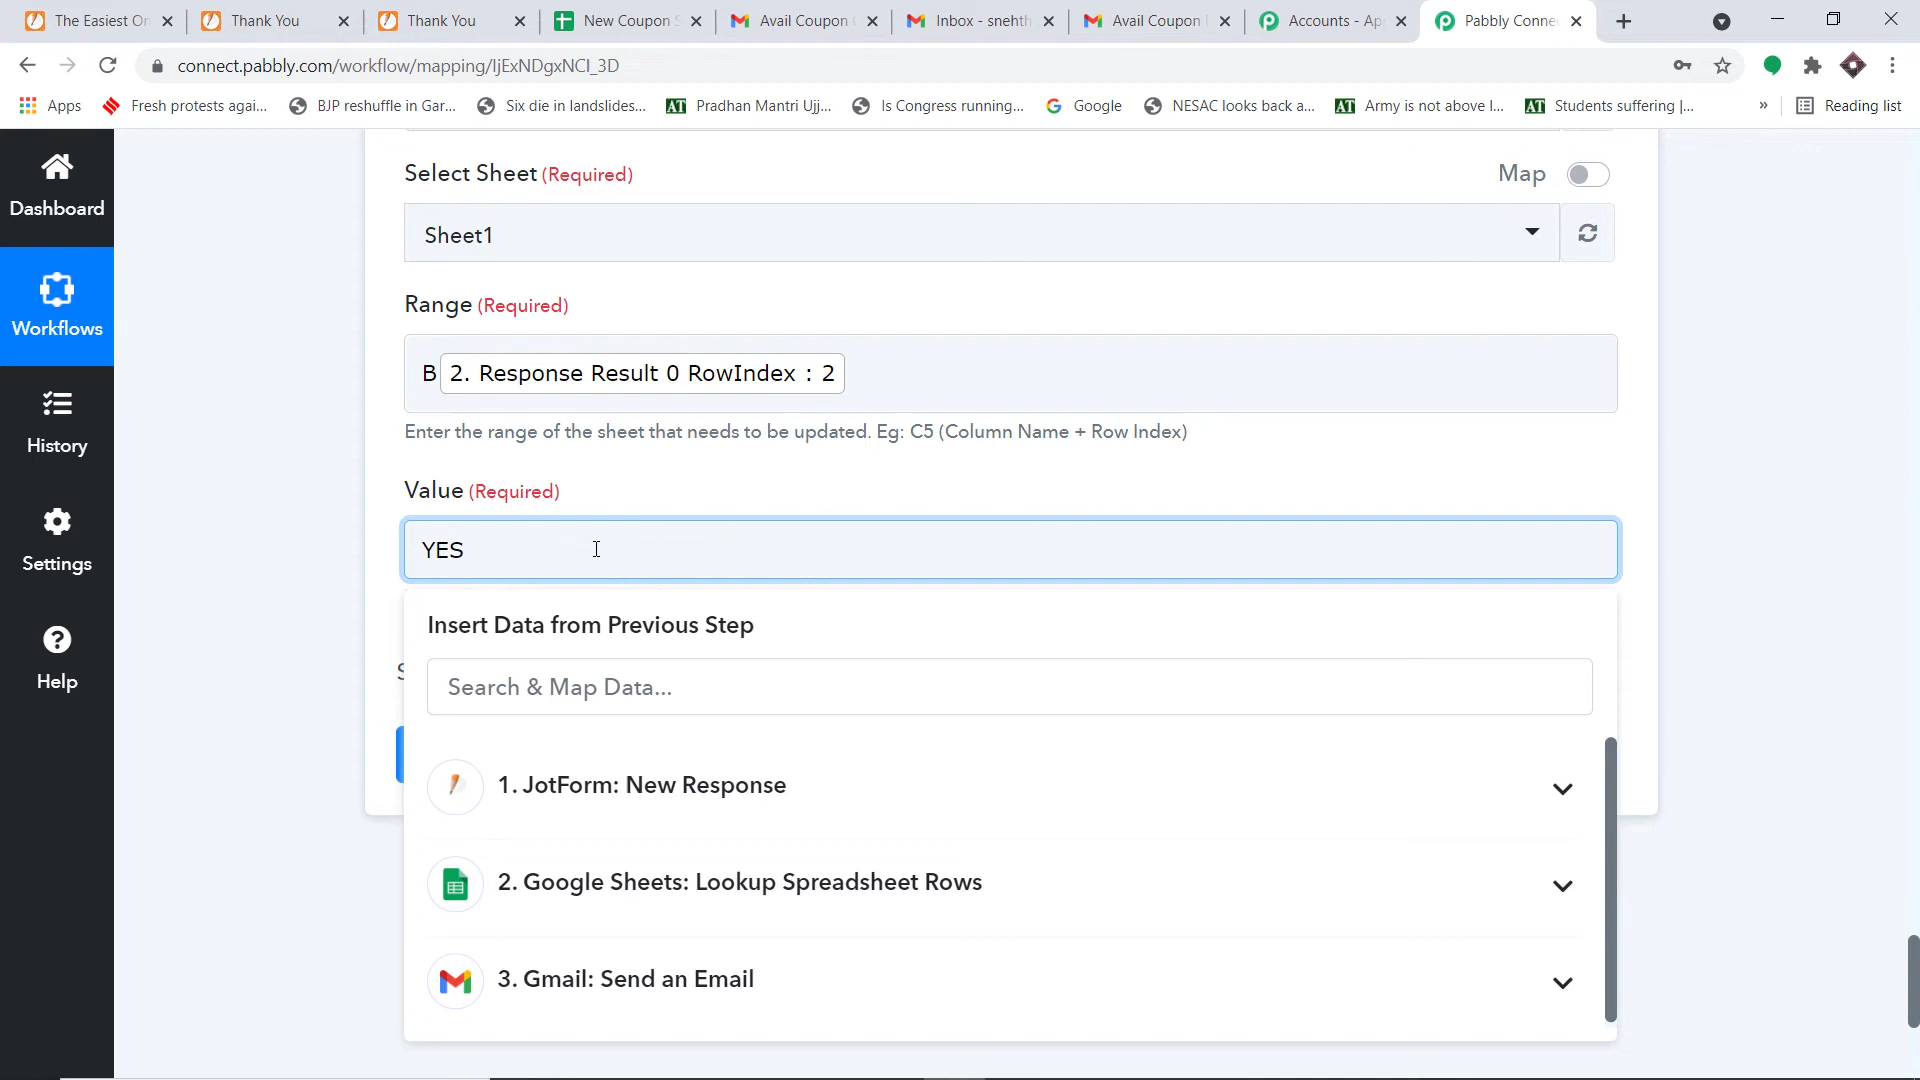 The Easiest On
Thank You
Thank You
New Coupon S
Avail Coupon
Inbox - snehth
Avail Coupon
Accounts - Ap
Pabbly Conne
connect.pabbly.com/workflow/mapping/IjExNDgxNCI_3D
Apps
Fresh protests agai...
BJP reshuffle in Gar...
Six die in landslides...
AT Pradhan Mantri Ujj...
Is Congress running...
Google
NESAC looks back a...
AT Army is not above l...
AT Students suffering |...
»
Reading list
Dashboard
Workflows
History
Settings
Help
Select Sheet (Required)
Map
Sheet1
Range (Required)
B 2. Response Result 0 RowIndex : 2
Enter the range of the sheet that needs to be updated. Eg: C5 (Column Name + Row Index)
Value (Required)
YES
Insert Data from Previous Step
Search & Map Data...
1. JotForm: New Response
2. Google Sheets: Lookup Spreadsheet Rows
3. Gmail: Send an Email